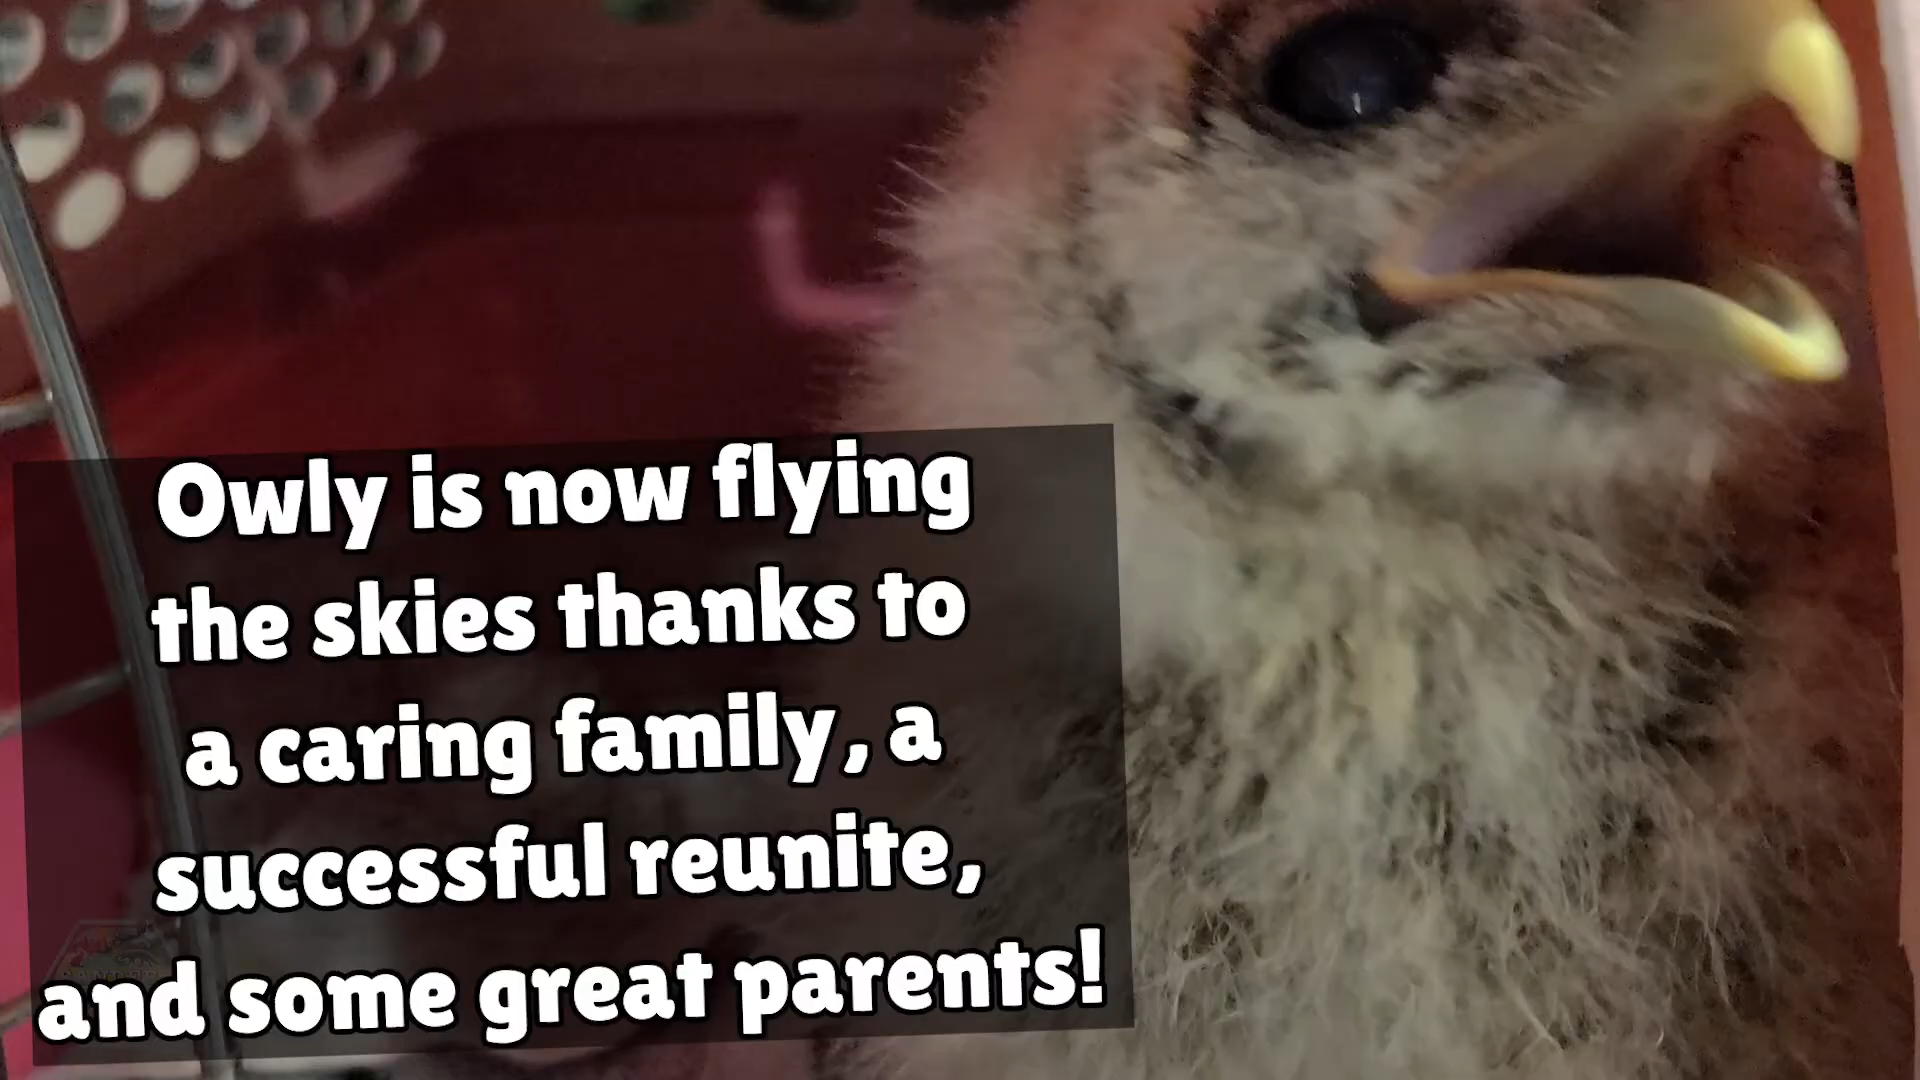 Owly is now flying
the skies thanks to
a caring family, a
successful reunite,
and some great parents!